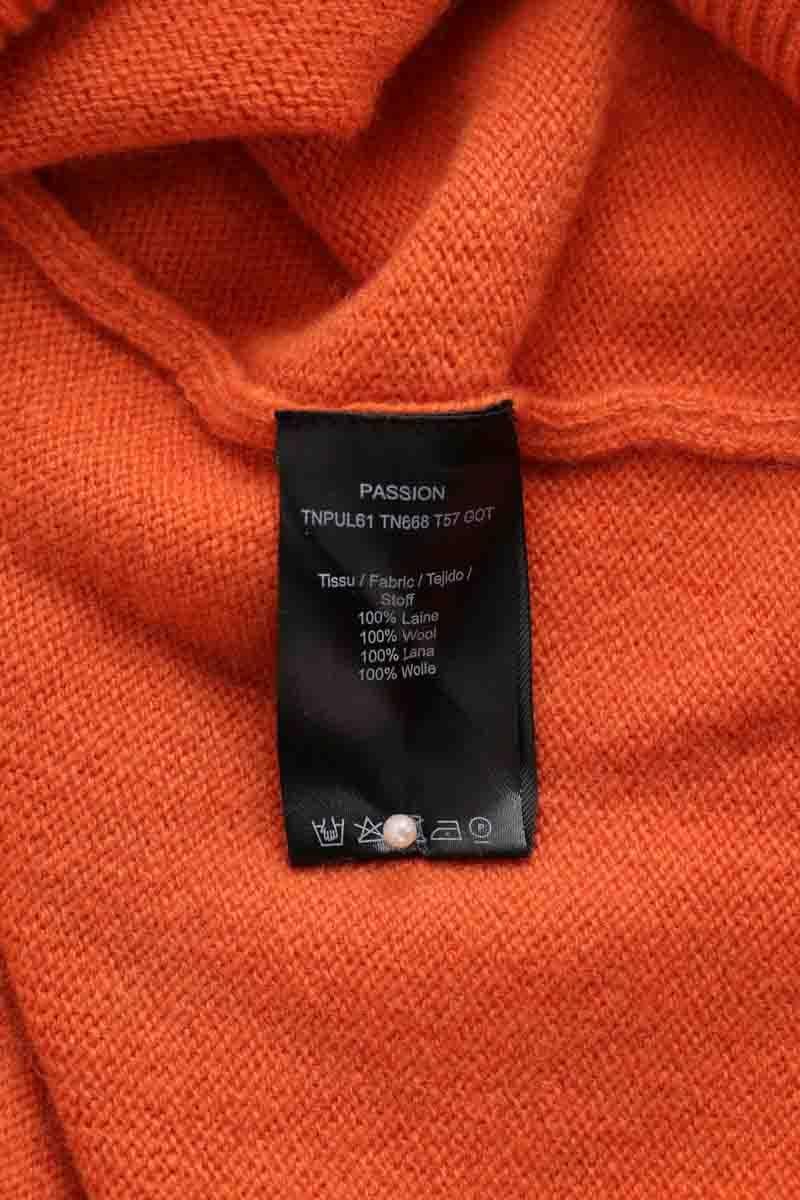 PASSION
TNPUL61 TN668 T57 GOT
Tissu / Fabric / Tejido /
Stoff
100% Laine
100% Wool
100% Lana
100% Wolle
P